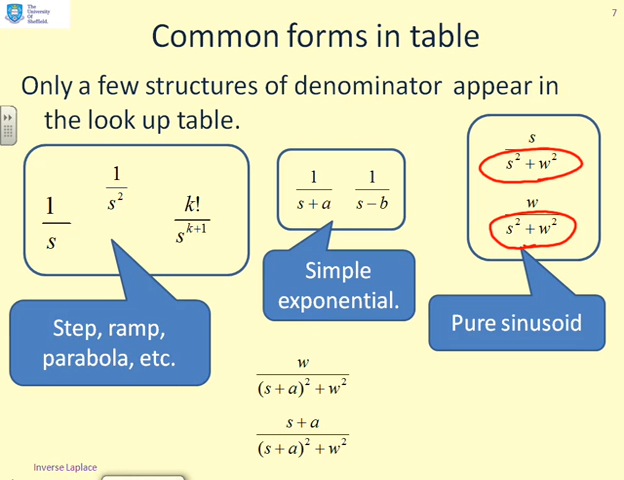 The
University
Of
Sheffield.
7
Common forms in table
Only a few structures of denominator appear in
the look up table.
1/s
1/s²
k!/s^(k+1)
Step, ramp,
parabola, etc.
1/(s+a)
1/(s−b)
Simple
exponential.
s/(s²+w²)
w/(s²+w²)
Pure sinusoid
w/((s+a)²+w²)
(s+a)/((s+a)²+w²)
Inverse Laplace